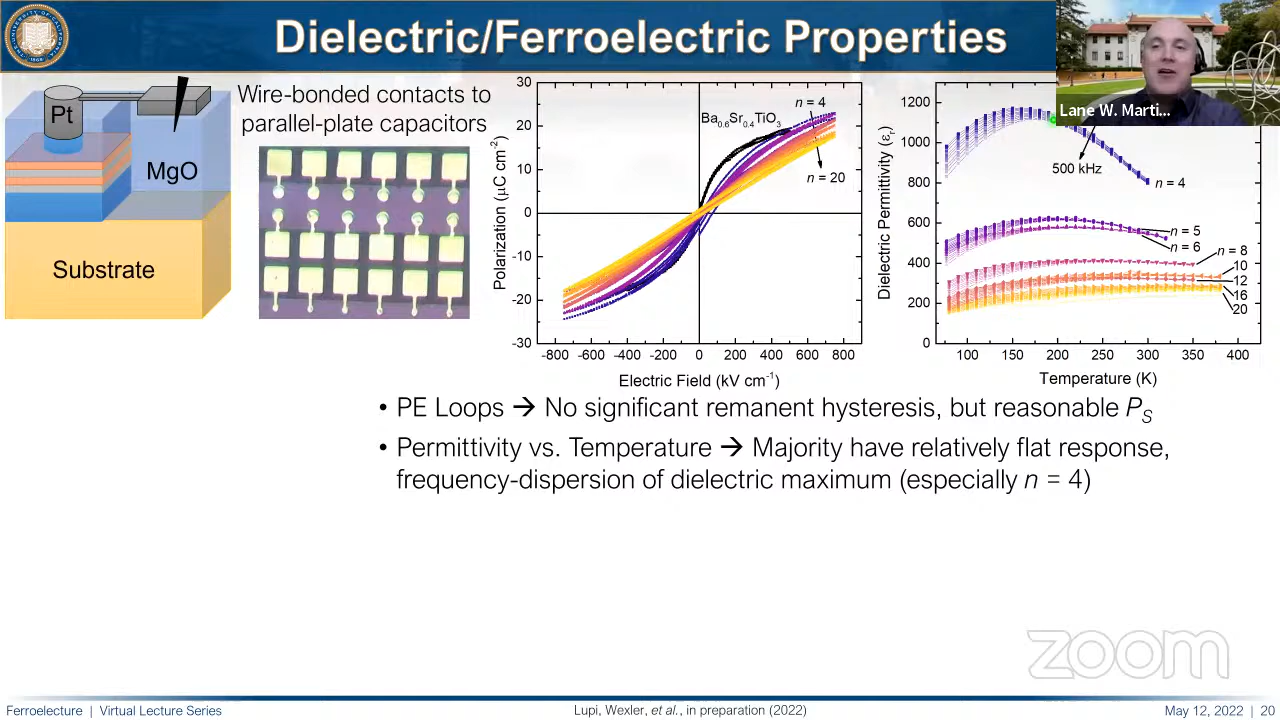 Dielectric/Ferroelectric Properties
Lane W. Marti...
Pt
MgO
Substrate
Wire-bonded contacts to
parallel-plate capacitors
30
20
10
0
-10
-20
-30
Polarization (μC cm⁻²)
n = 4
Ba₀.₆Sr₀.₄TiO₃
n = 20
-800 -600 -400 -200 0 200 400 600 800
Electric Field (kV cm⁻¹)
1200
1000
800
600
400
200
0
Dielectric Permittivity (εᵣ)
500 kHz
n = 4
n = 5
n = 6
n = 8
10
12
16
20
100 150 200 250 300 350 400
Temperature (K)
• PE Loops → No significant remanent hysteresis, but reasonable Pₛ
• Permittivity vs. Temperature → Majority have relatively flat response,
frequency-dispersion of dielectric maximum (especially n = 4)
zoom
Ferroelecture | Virtual Lecture Series
Lupi, Wexler, et al., in preparation (2022)
May 12, 2022 | 20